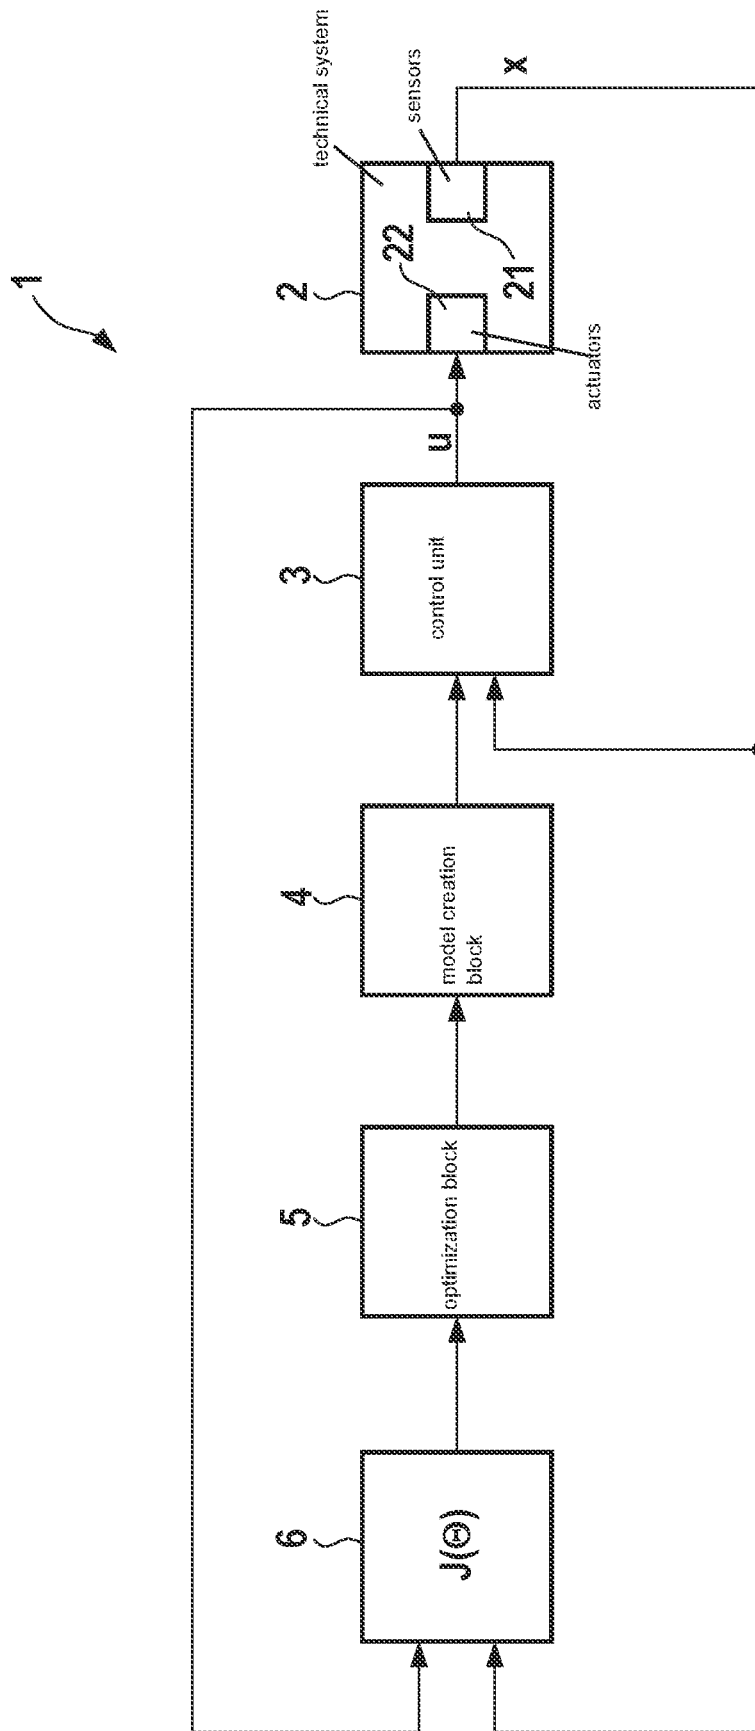 1
technical system
x
sensors
2
22
21
actuators
u
3
control unit
4
model creation
block
5
optimization block
6
J(Θ)